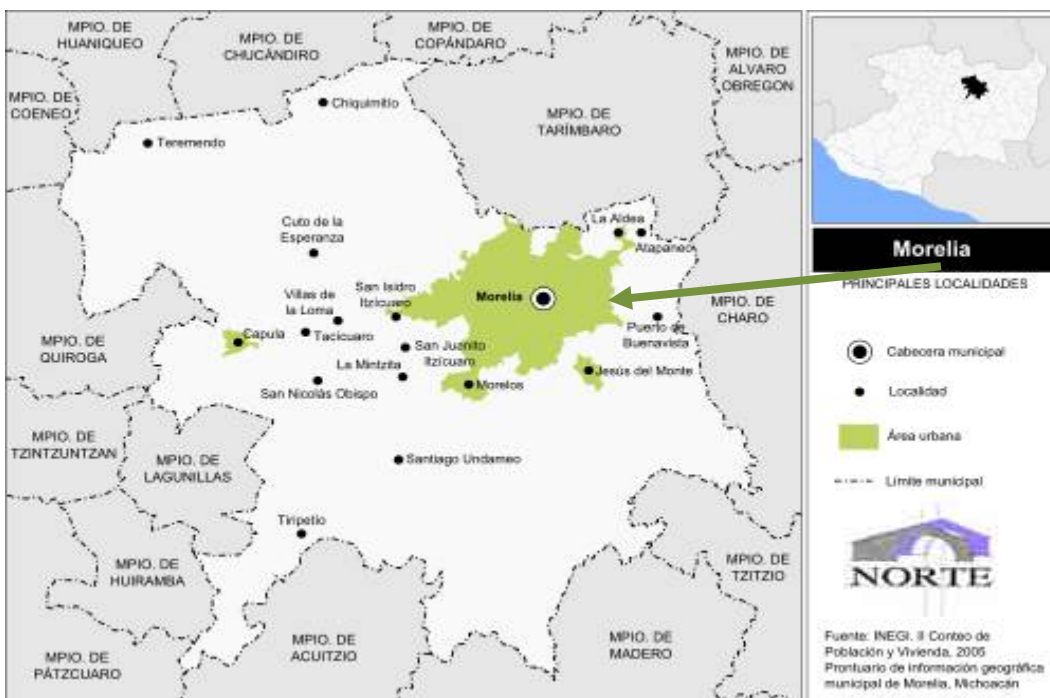 MPIO. DE
HUANIQUEO
MPIO. DE
CHUCÁNDIRO
MPIO. DE
COPÁNDARO
MPIO. DE
ALVARO
OBREGON
MPIO. DE
COENEO
MPIO. DE
TARÍMBARO
Chiquimitio
Teremendo
Cuto de la
Esperanza
La Aldea
Atapaneo
San Isidro
Itzicuaro
Morelia
Villas de
la Loma
Capula
Tacicuaro
San Juanito
Itzicuaro
Puerto de
Buenavista
MPIO. DE
CHARO
MPIO. DE
QUIROGA
La Mintzita
San Nicolás Obispo
Morelos
Jesús del Monte
MPIO. DE
TZINTZUNTZAN
MPIO. DE
LAGUNILLAS
Santiago Undameo
Tiripetio
MPIO. DE
HUIRAMBA
MPIO. DE
TZITZIO
MPIO. DE
PÁTZCUARO
MPIO. DE
ACUITZIO
MPIO. DE
MADERO
Morelia
PRINCIPALES LOCALIDADES
Cabecera municipal
Localidad
Área urbana
Límite municipal
NORTE
Fuente: INEGI. II Conteo de
Población y Vivienda, 2005
Prontuario de información geográfica
municipal de Morelia, Michoacán